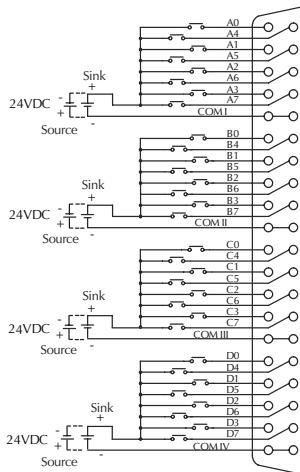 A0
A4
A1
A5
A2
A6
A3
A7
Sink
- +
24VDC
+ -
Source
COM I
B0
B4
B1
B5
B2
B6
B3
B7
Sink
- +
24VDC
+ -
Source
COM II
C0
C4
C1
C5
C2
C6
C3
C7
Sink
- +
24VDC
+ -
Source
COM III
D0
D4
D1
D5
D2
D6
D3
D7
Sink
- +
24VDC
+ -
Source
COM IV